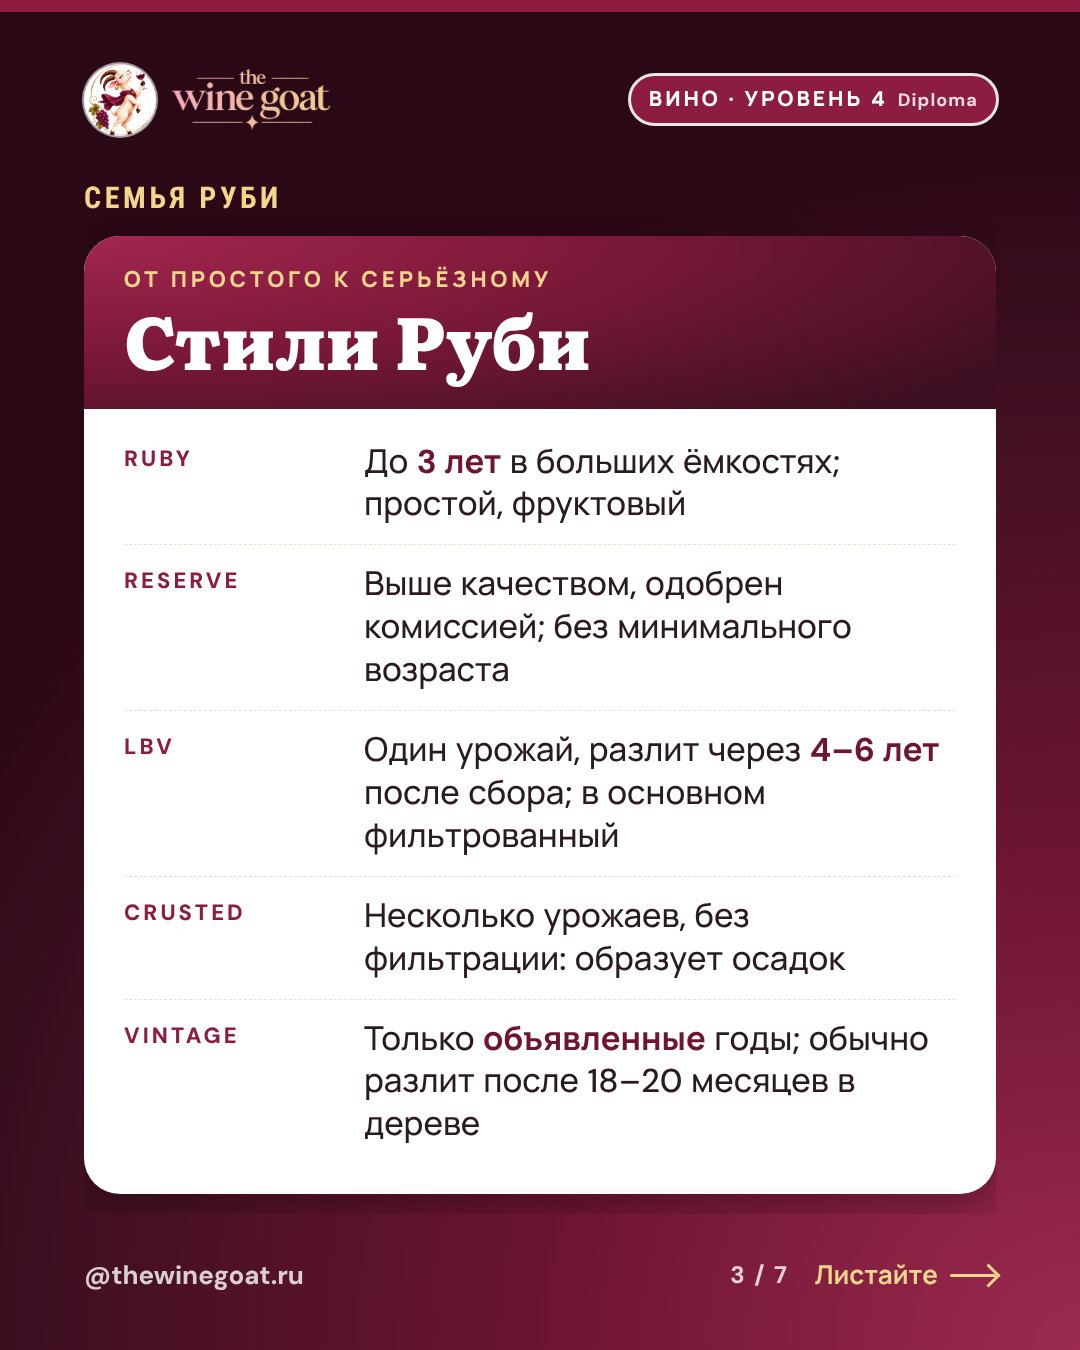 the
wine goat
ВИНО · УРОВЕНЬ 4 Diploma
СЕМЬЯ РУБИ
ОТ ПРОСТОГО К СЕРЬЁЗНОМУ
Стили Руби
RUBY
До 3 лет в больших ёмкостях;
простой, фруктовый
RESERVE
Выше качеством, одобрен
комиссией; без минимального
возраста
LBV
Один урожай, разлит через 4–6 лет
после сбора; в основном
фильтрованный
CRUSTED
Несколько урожаев, без
фильтрации: образует осадок
VINTAGE
Только объявленные годы; обычно
разлит после 18–20 месяцев в
дереве
@thewinegoat.ru
3 / 7 Листайте